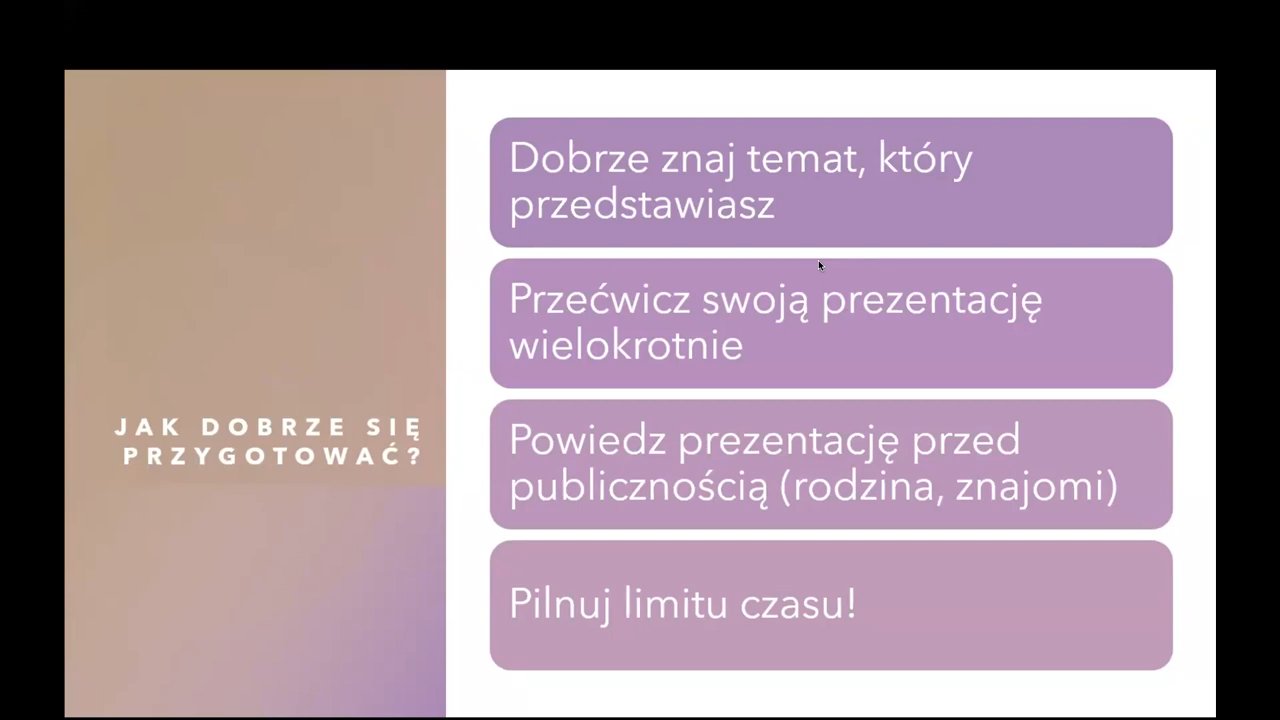 JAK DOBRZE SIĘ
PRZYGOTOWAĆ?
Dobrze znaj temat, który
przedstawiasz
Przećwicz swoją prezentację
wielokrotnie
Powiedz prezentację przed
publicznością (rodzina, znajomi)
Pilnuj limitu czasu!